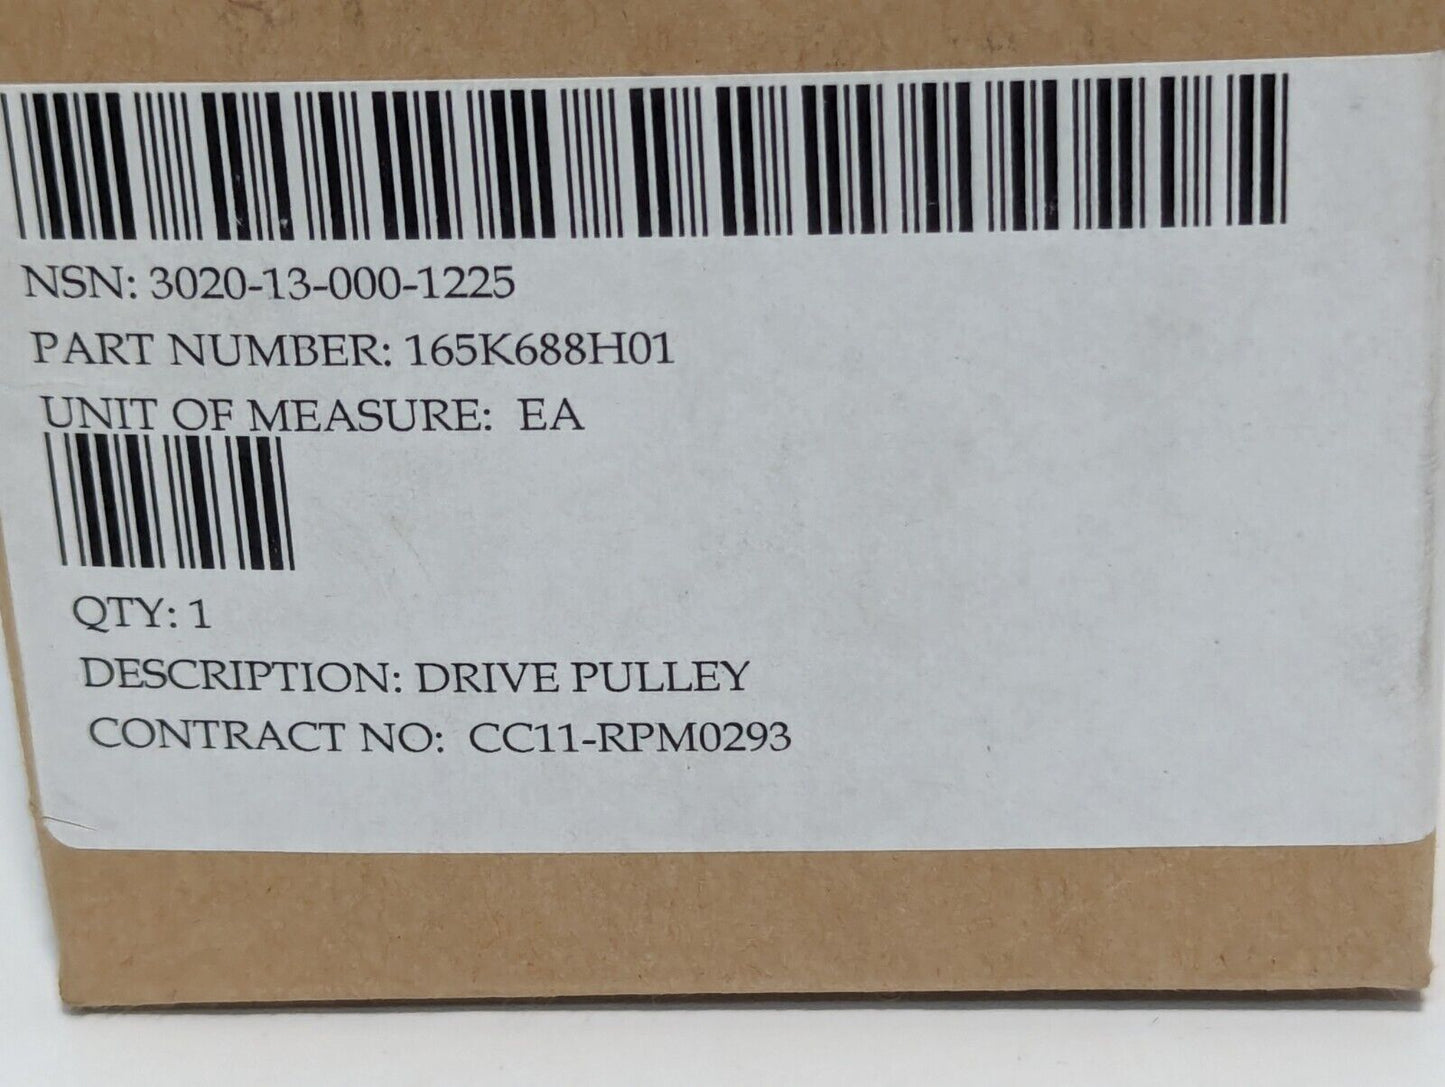 NSN: 3020-13-000-1225
PART NUMBER: 165K688H01
UNIT OF MEASURE: EA
QTY: 1
DESCRIPTION: DRIVE PULLEY
CONTRACT NO: CC11-RPM0293